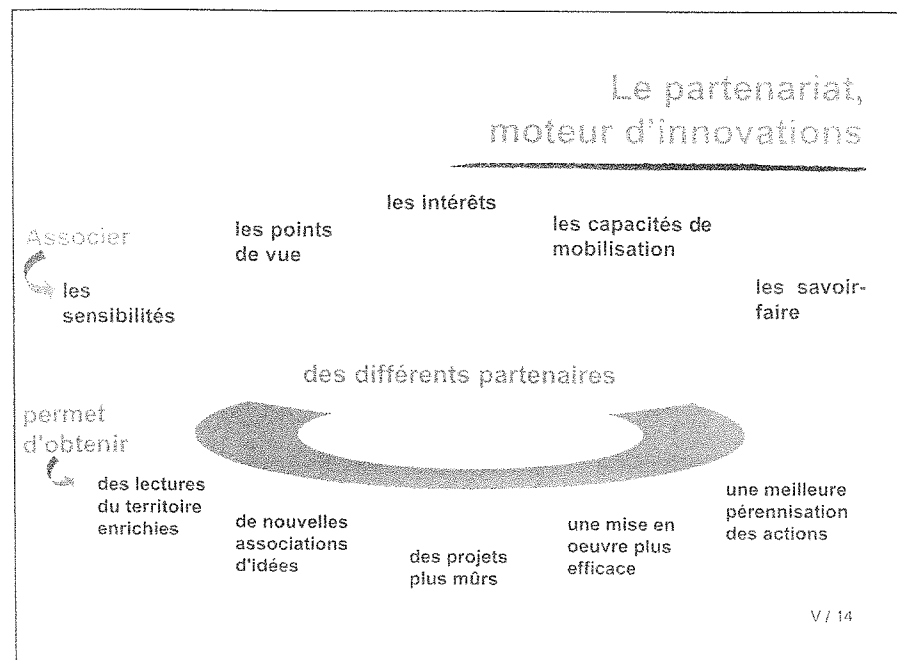 Le partenariat,
moteur d'innovations
Associer
les
sensibilités
les points
de vue
les intérêts
les capacités de
mobilisation
les savoir-
faire
des différents partenaires
permet
d'obtenir
des lectures
du territoire
enrichies
de nouvelles
associations
d'idées
des projets
plus mûrs
une mise en
oeuvre plus
efficace
une meilleure
pérennisation
des actions
V / 14